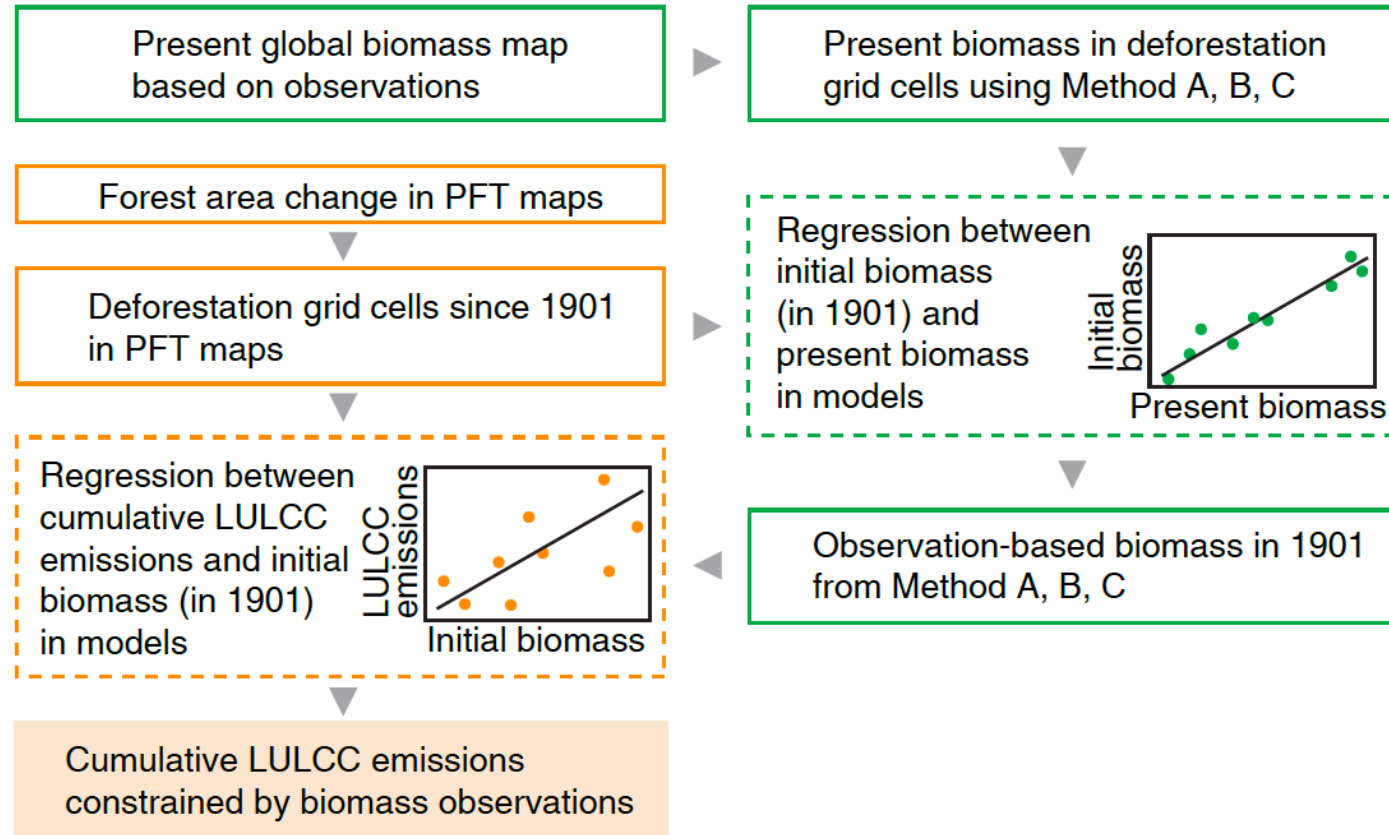 Present global biomass map
based on observations
Present biomass in deforestation
grid cells using Method A, B, C
Forest area change in PFT maps
Deforestation grid cells since 1901
in PFT maps
Regression between
initial biomass
(in 1901) and
present biomass
in models
Initial
biomass
Present biomass
Regression between
cumulative LULCC
emissions and initial
biomass (in 1901)
in models
LULCC
emissions
Initial biomass
Observation-based biomass in 1901
from Method A, B, C
Cumulative LULCC emissions
constrained by biomass observations